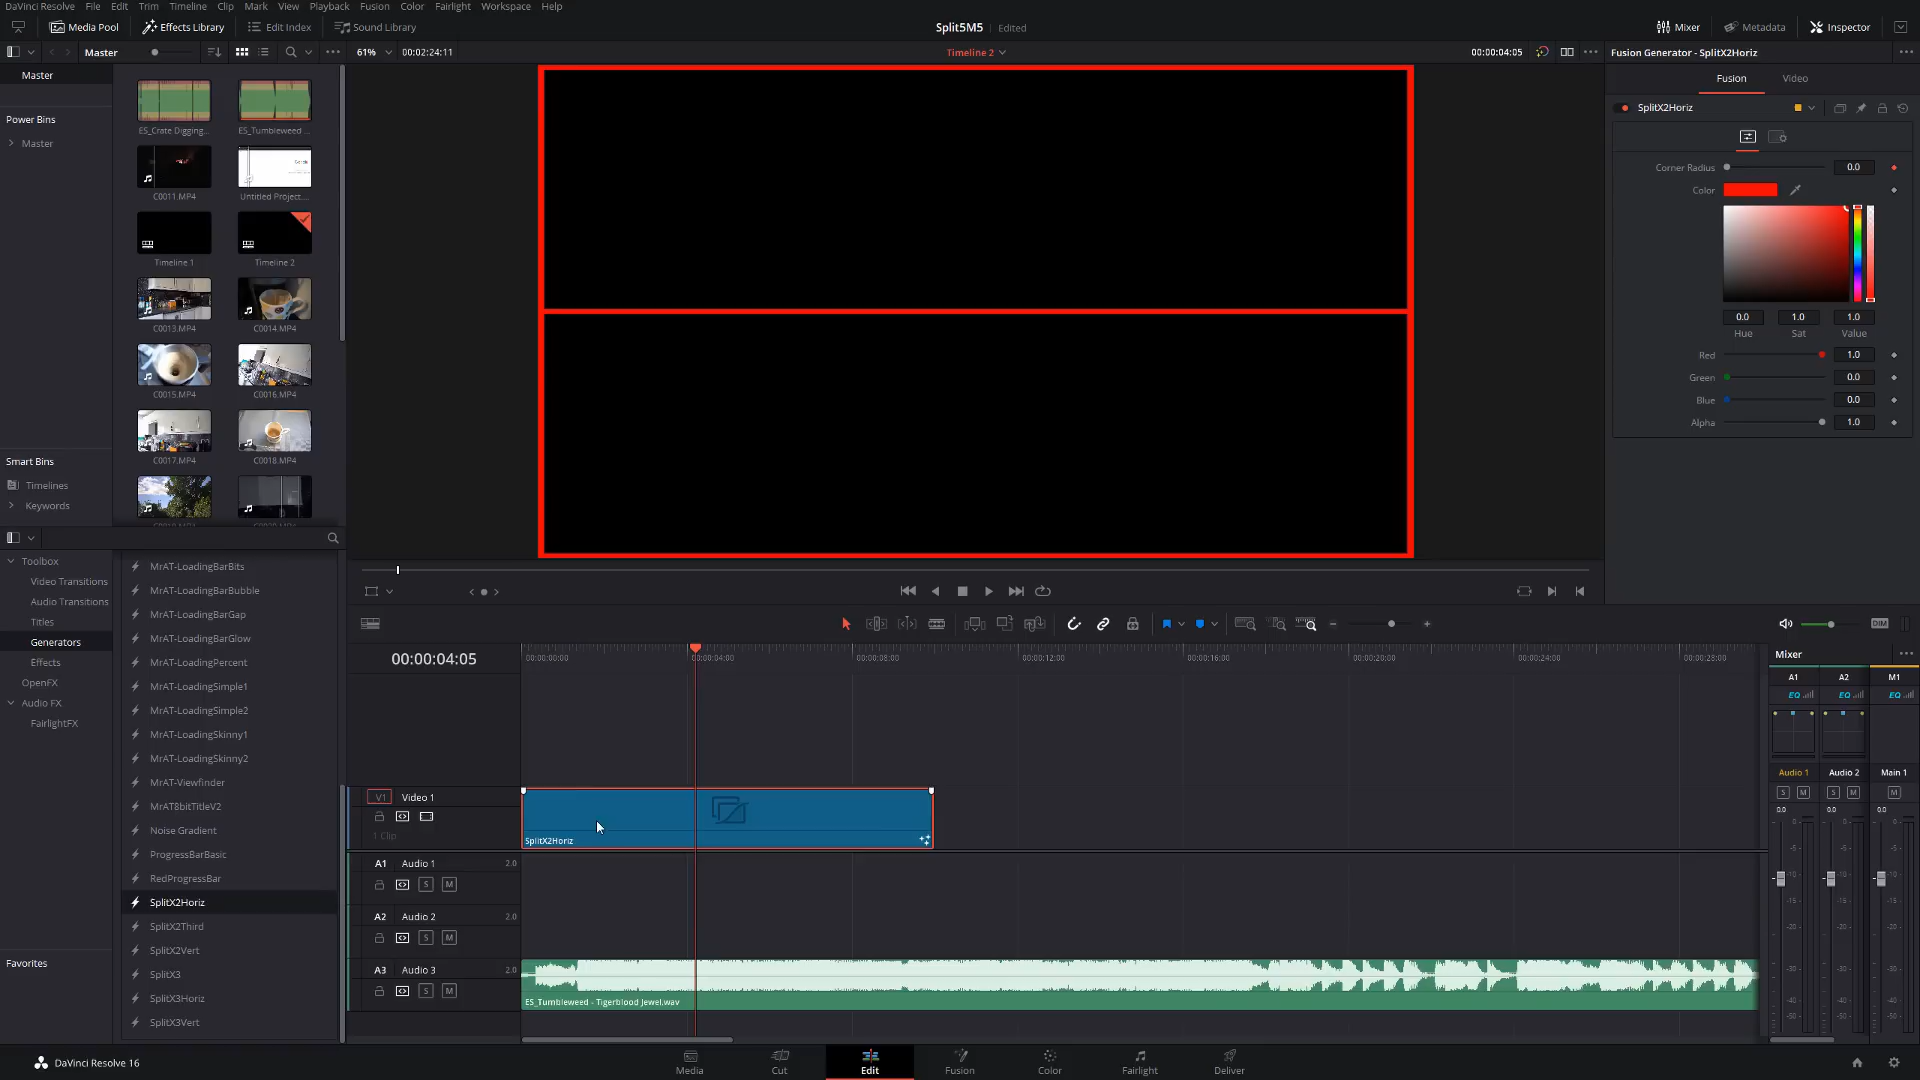 DaVinci Resolve File Edit Trim Timeline Clip Mark View Playback Fusion Color Fairlight Workspace Help
Media Pool Effects Library Edit Index Sound Library Split5M5 Edited Mixer Metadata Inspector
Master 61% 00:02:24:11 Timeline 2 00:00:04:05 Fusion Generator - SplitX2Horiz
Master
Power Bins
Master
Smart Bins
Timelines
Keywords
ES_Crate Digging... ES_Tumbleweed ...
C0011.MP4 Untitled Project...
Timeline 1 Timeline 2
C0013.MP4 C0014.MP4
C0015.MP4 C0016.MP4
C0017.MP4 C0018.MP4
Fusion Video
SplitX2Horiz
Corner Radius 0.0
Color
0.0 1.0 1.0
Hue Sat Value
Red 1.0
Green 0.0
Blue 0.0
Alpha 1.0
Toolbox
Video Transitions
Audio Transitions
Titles
Generators
Effects
OpenFX
Audio FX
FairlightFX
Favorites
MrAT-LoadingBarBits
MrAT-LoadingBarBubble
MrAT-LoadingBarGap
MrAT-LoadingBarGlow
MrAT-LoadingPercent
MrAT-LoadingSimple1
MrAT-LoadingSimple2
MrAT-LoadingSkinny1
MrAT-LoadingSkinny2
MrAT-Viewfinder
MrAT8bitTitleV2
Noise Gradient
ProgressBarBasic
RedProgressBar
SplitX2Horiz
SplitX2Third
SplitX2Vert
SplitX3
SplitX3Horiz
SplitX3Vert
DIM
00:00:04:05 00:00:00:00 00:00:04:00 00:00:08:00 00:00:12:00 00:00:16:00 00:00:20:00 00:00:24:00 00:00:28:00
V1 Video 1
1 Clip
SplitX2Horiz
A1 Audio 1 2.0
S M
A2 Audio 2 2.0
S M
A3 Audio 3 2.0
S M
ES_Tumbleweed - Tigerblood Jewel.wav
Mixer
A1 A2 M1
EQ EQ EQ
Audio 1 Audio 2 Main 1
S M S M M
0.0 0.0 0.0
DaVinci Resolve 16
Media Cut Edit Fusion Color Fairlight Deliver